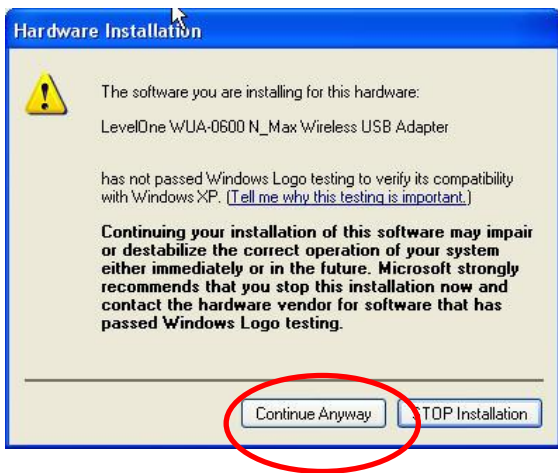 Hardware Installation
The software you are installing for this hardware:
LevelOne WUA-0600 N_Max Wireless USB Adapter
has not passed Windows Logo testing to verify its compatibility
with Windows XP. (Tell me why this testing is important.)
Continuing your installation of this software may impair
or destabilize the correct operation of your system
either immediately or in the future. Microsoft strongly
recommends that you stop this installation now and
contact the hardware vendor for software that has
passed Windows Logo testing.
Continue Anyway STOP Installation